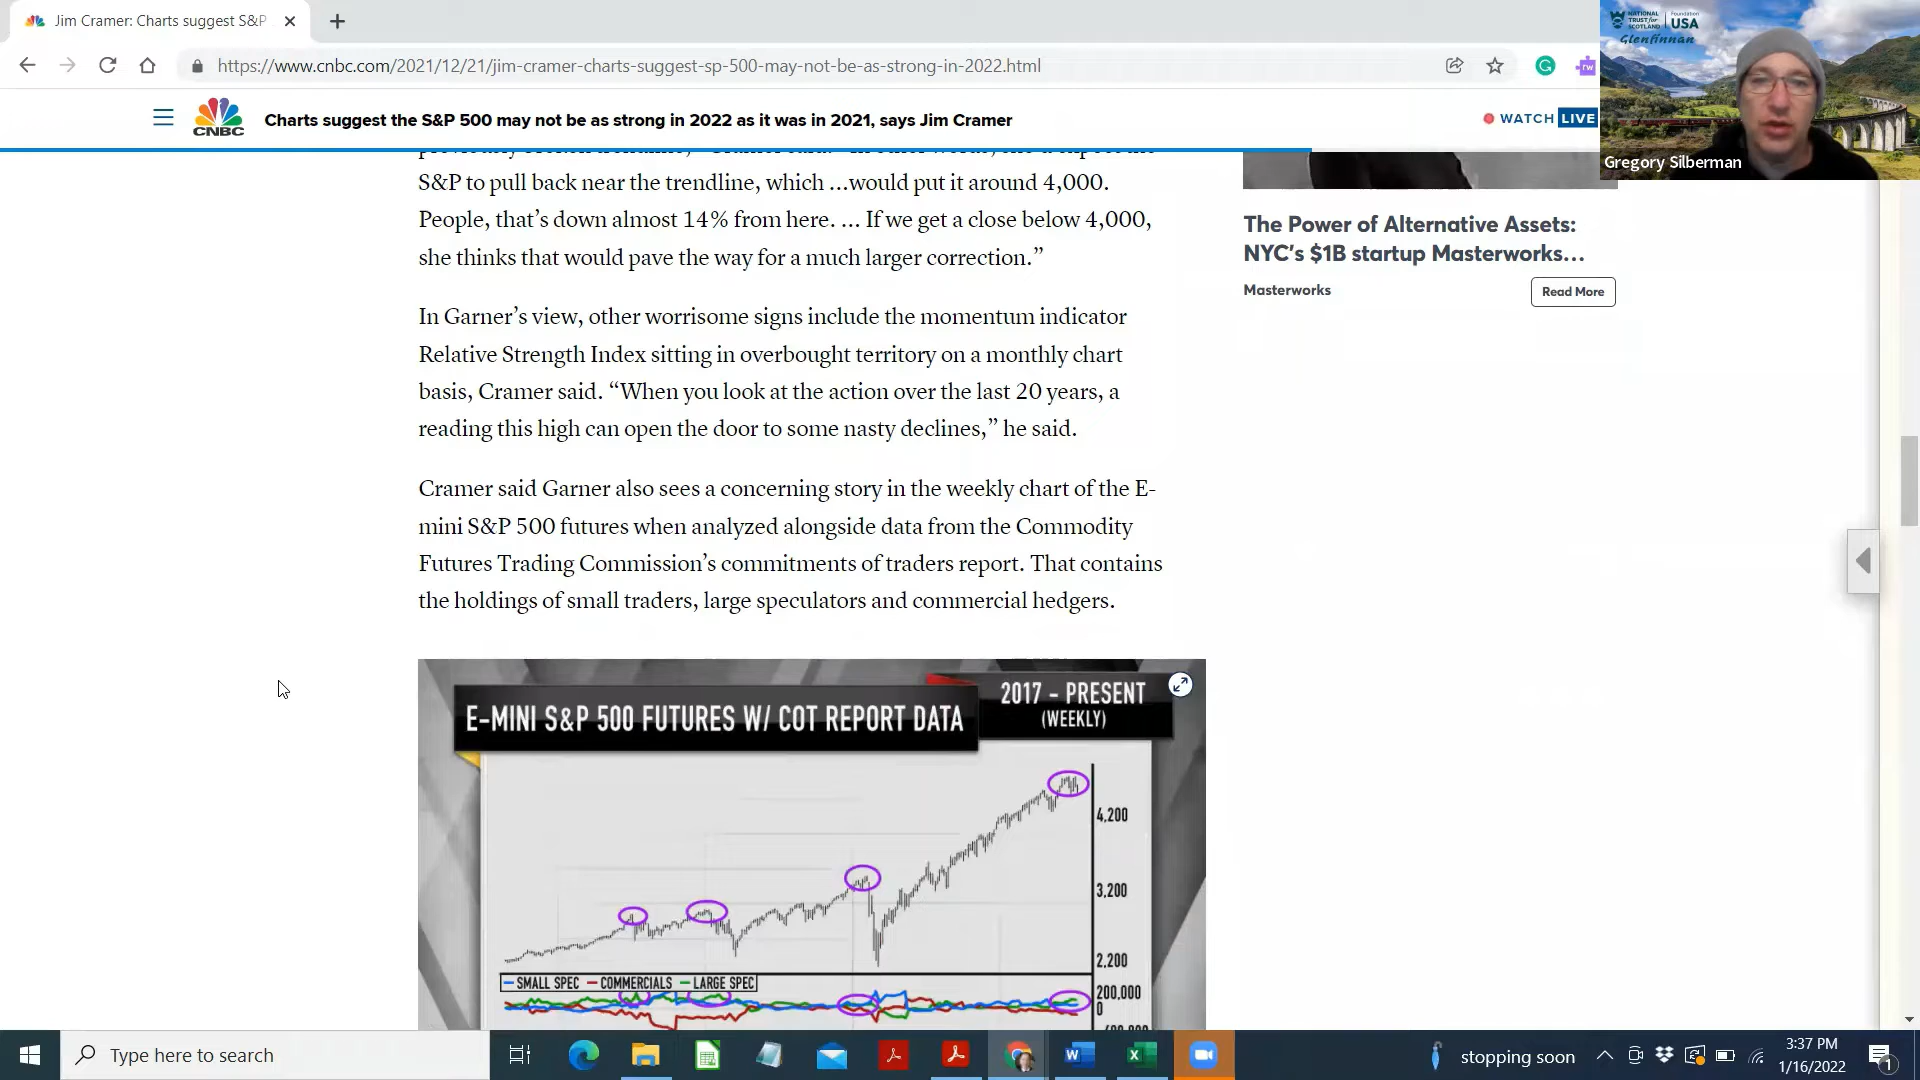 Jim Cramer: Charts suggest S&P
https://www.cnbc.com/2021/12/21/jim-cramer-charts-suggest-sp-500-may-not-be-as-strong-in-2022.html
rw
NATIONAL TRUST for SCOTLAND
Foundation USA
Glenfinnan
Gregory Silberman
CNBC
Charts suggest the S&P 500 may not be as strong in 2022 as it was in 2021, says Jim Cramer
WATCH LIVE
S&P to pull back near the trendline, which …would put it around 4,000.
People, that’s down almost 14% from here. … If we get a close below 4,000,
she thinks that would pave the way for a much larger correction.”
In Garner’s view, other worrisome signs include the momentum indicator
Relative Strength Index sitting in overbought territory on a monthly chart
basis, Cramer said. “When you look at the action over the last 20 years, a
reading this high can open the door to some nasty declines,” he said.
Cramer said Garner also sees a concerning story in the weekly chart of the E-
mini S&P 500 futures when analyzed alongside data from the Commodity
Futures Trading Commission’s commitments of traders report. That contains
the holdings of small traders, large speculators and commercial hedgers.
The Power of Alternative Assets:
NYC’s $1B startup Masterworks…
Masterworks
Read More
E-MINI S&P 500 FUTURES W/ COT REPORT DATA
2017 - PRESENT
(WEEKLY)
4,200
3,200
2,200
SMALL SPEC COMMERCIALS LARGE SPEC
200,000
0
Type here to search
stopping soon
3:37 PM
1/16/2022
1